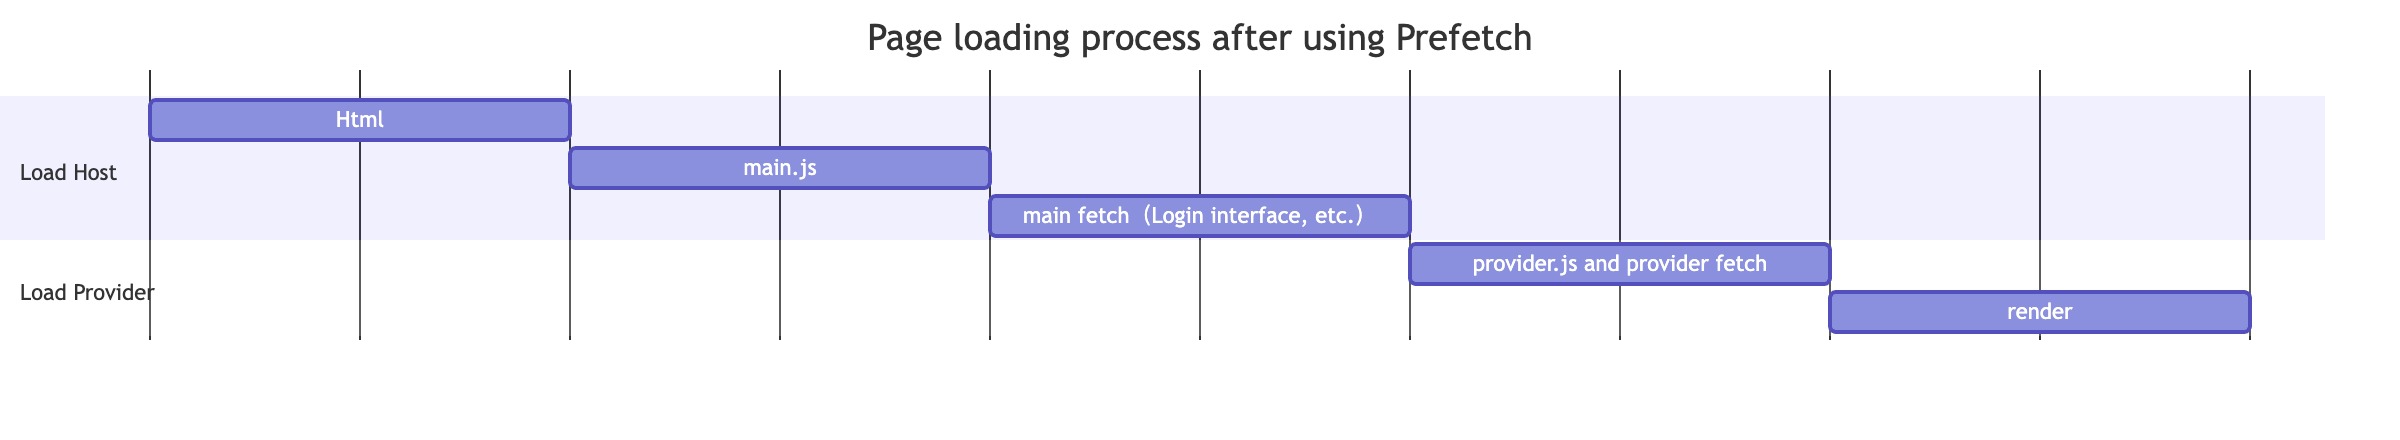 Page loading process after using Prefetch
Html
main.js
Load Host
main fetch（Login interface, etc.）
provider.js and provider fetch
Load Provider
render